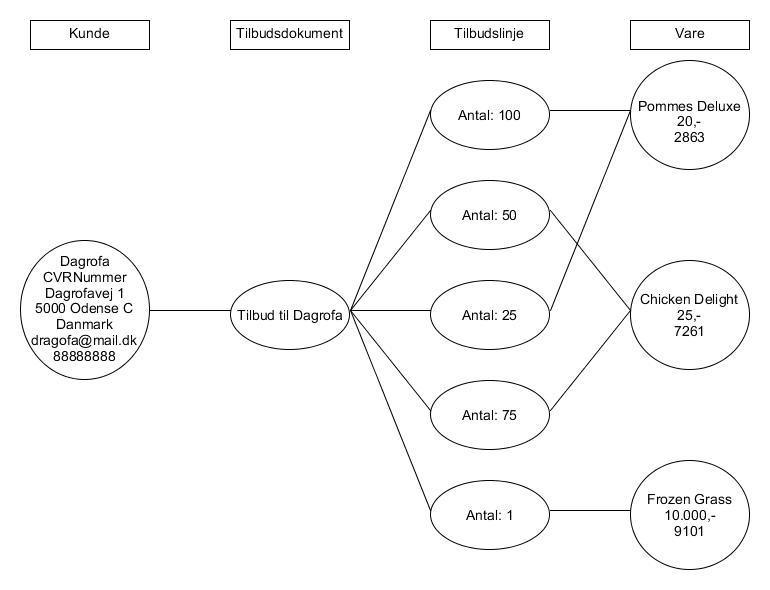 Kunde
Tilbudsdokument
Tilbudslinje
Vare
Antal: 100
Pommes Deluxe
20,-
2863
Antal: 50
Dagrofa
CVRNummer
Dagrofavej 1
5000 Odense C
Danmark
dragofa@mail.dk
88888888
Tilbud til Dagrofa
Antal: 25
Chicken Delight
25,-
7261
Antal: 75
Antal: 1
Frozen Grass
10.000,-
9101